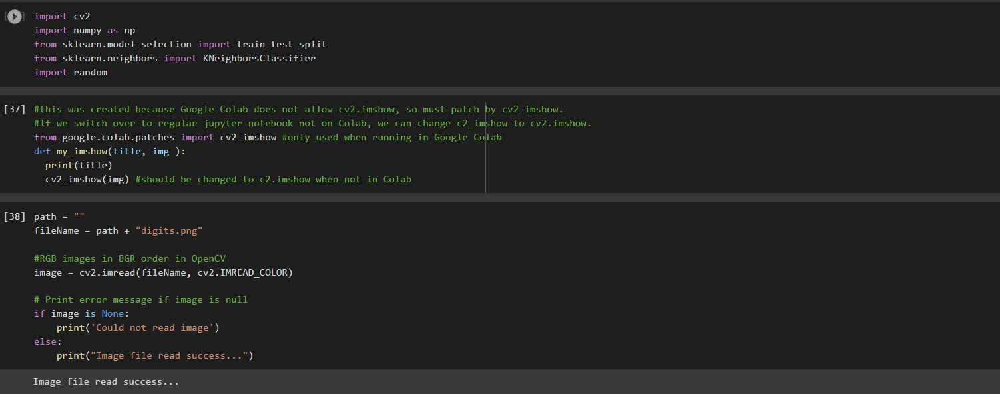 import cv2
import numpy as np
from sklearn.model_selection import train_test_split
from sklearn.neighbors import KNeighborsClassifier
import random
[37] #this was created because Google Colab does not allow cv2.imshow, so must patch by cv2_imshow.
#If we switch over to regular jupyter notebook not on Colab, we can change c2_imshow to cv2.imshow.
from google.colab.patches import cv2_imshow #only used when running in Google Colab
def my_imshow(title, img ):
  print(title)
  cv2_imshow(img) #should be changed to c2.imshow when not in Colab
[38] path = ""
fileName = path + "digits.png"
#RGB images in BGR order in OpenCV
image = cv2.imread(fileName, cv2.IMREAD_COLOR)
# Print error message if image is null
if image is None:
    print('Could not read image')
else:
    print("Image file read success...")
Image file read success...